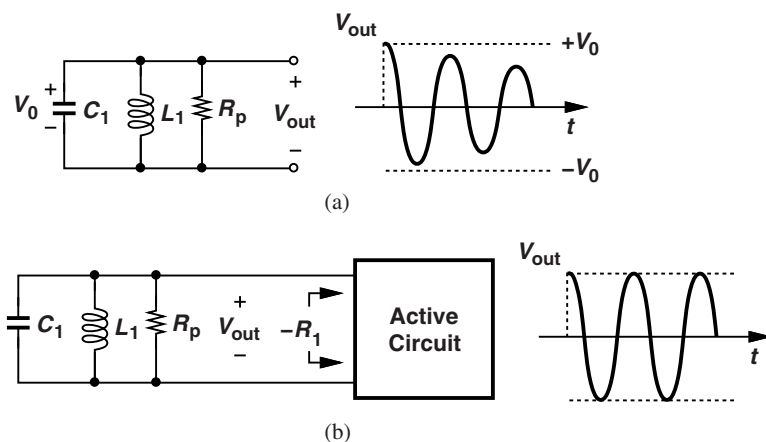 Vout
+V0
+
V0
−
C1
L1
Rp
+
Vout
−
t
−V0
(a)
Vout
C1
L1
Rp
+
Vout
−
−R1
Active
Circuit
t
(b)